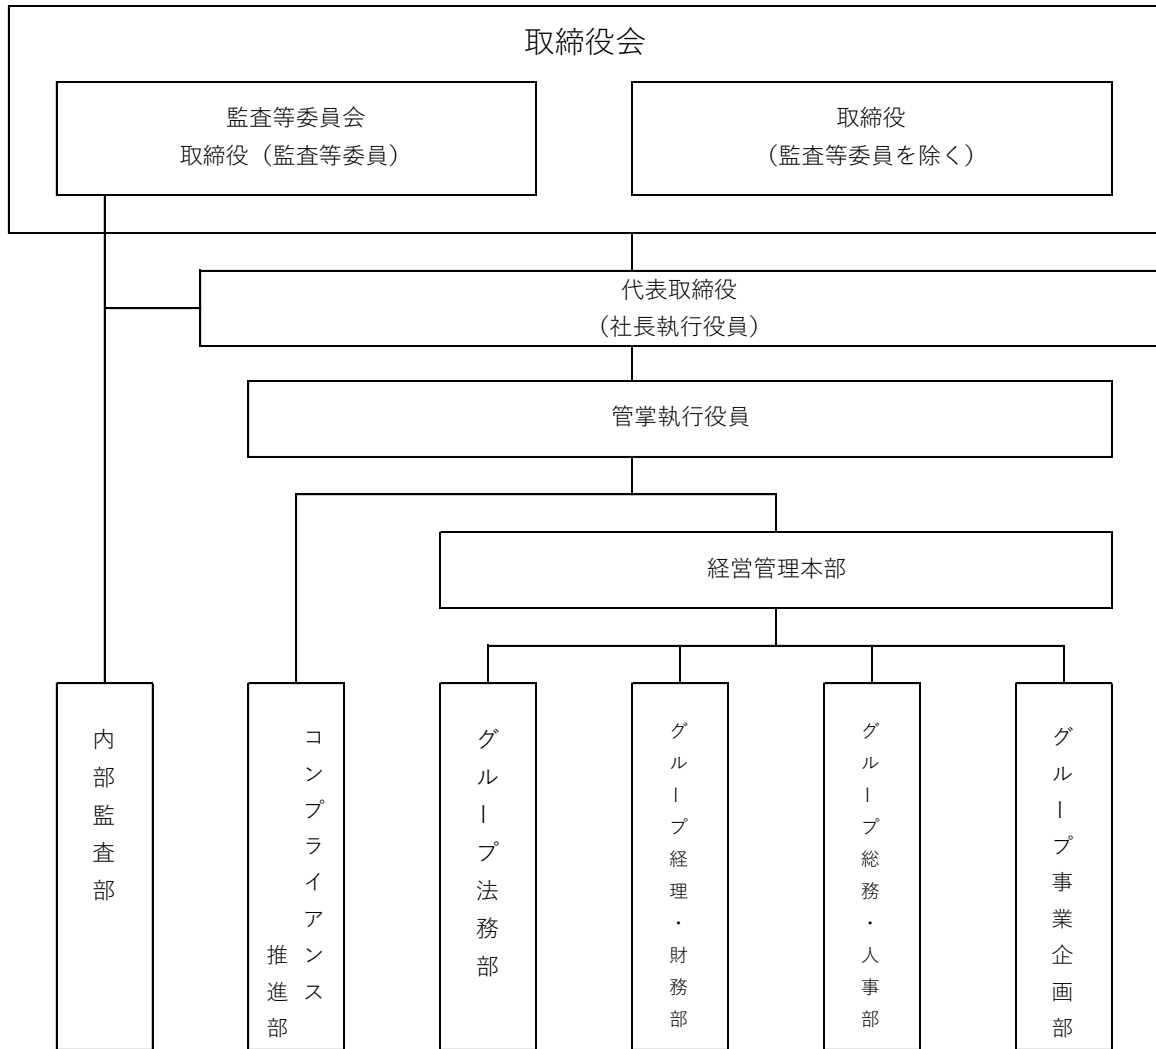 取締役会
監査等委員会
取締役（監査等委員）
取締役
（監査等委員を除く）
代表取締役
（社長執行役員）
管掌執行役員
経営管理本部
内部監査部
コンプライアンス
推進部
グループ法務部
グループ経理・財務部
グループ総務・人事部
グループ事業企画部